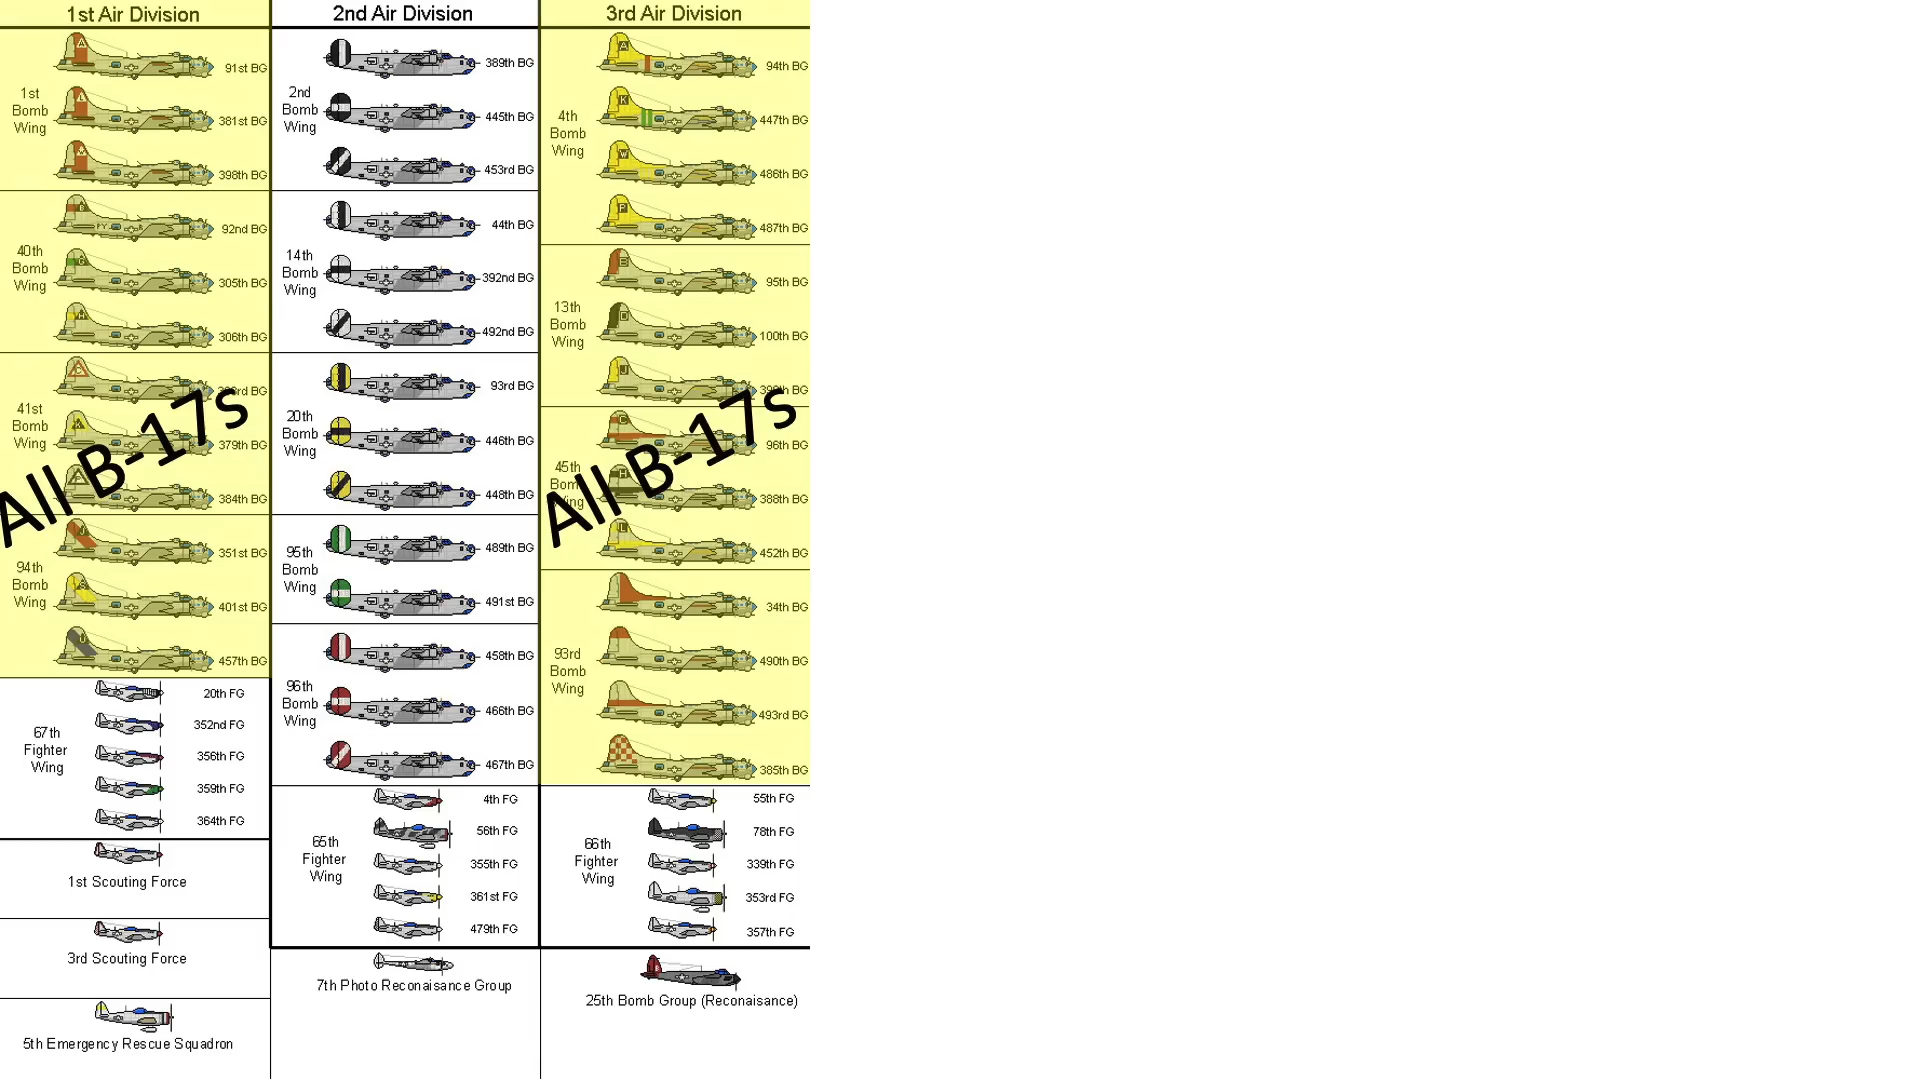 1st Air Division
91st BG
1st
Bomb
Wing
381st BG
398th BG
92nd BG
40th
Bomb
Wing
305th BG
306th BG
41st
Bomb
Wing
379th BG
384th BG
All B-17s
351st BG
94th
Bomb
Wing
401st BG
457th BG
20th FG
352nd FG
67th
Fighter
Wing
356th FG
359th FG
364th FG
1st Scouting Force
3rd Scouting Force
5th Emergency Rescue Squadron
2nd Air Division
389th BG
2nd
Bomb
Wing
445th BG
453rd BG
44th BG
14th
Bomb
Wing
392nd BG
492nd BG
93rd BG
20th
Bomb
Wing
446th BG
448th BG
489th BG
95th
Bomb
Wing
491st BG
458th BG
96th
Bomb
Wing
466th BG
467th BG
4th FG
56th FG
65th
Fighter
Wing
355th FG
361st FG
479th FG
7th Photo Reconaisance Group
3rd Air Division
94th BG
447th BG
4th
Bomb
Wing
486th BG
487th BG
95th BG
13th
Bomb
Wing
100th BG
96th BG
45th
Bomb
Wing
388th BG
All B-17s
452th BG
34th BG
93rd
Bomb
Wing
490th BG
493rd BG
385th BG
55th FG
78th FG
66th
Fighter
Wing
339th FG
353rd FG
357th FG
25th Bomb Group (Reconaisance)